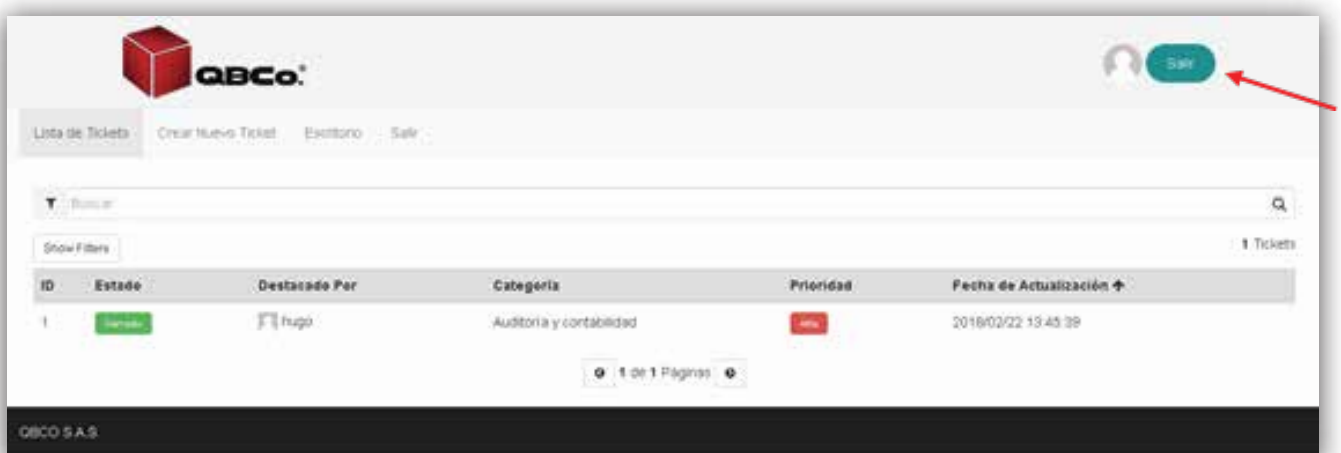 QBCo.®
Salir
Lista de Tickets Crear Nuevo Ticket Escritorio Salir
Buscar
Show Filters 1 Tickets
ID Estado Destacado Por Categoría Prioridad Fecha de Actualización
1 Cerrado hugo Auditoria y contabilidad Alta 2018/02/22 13:45:39
1 de 1 Páginas
QBCO S.A.S.